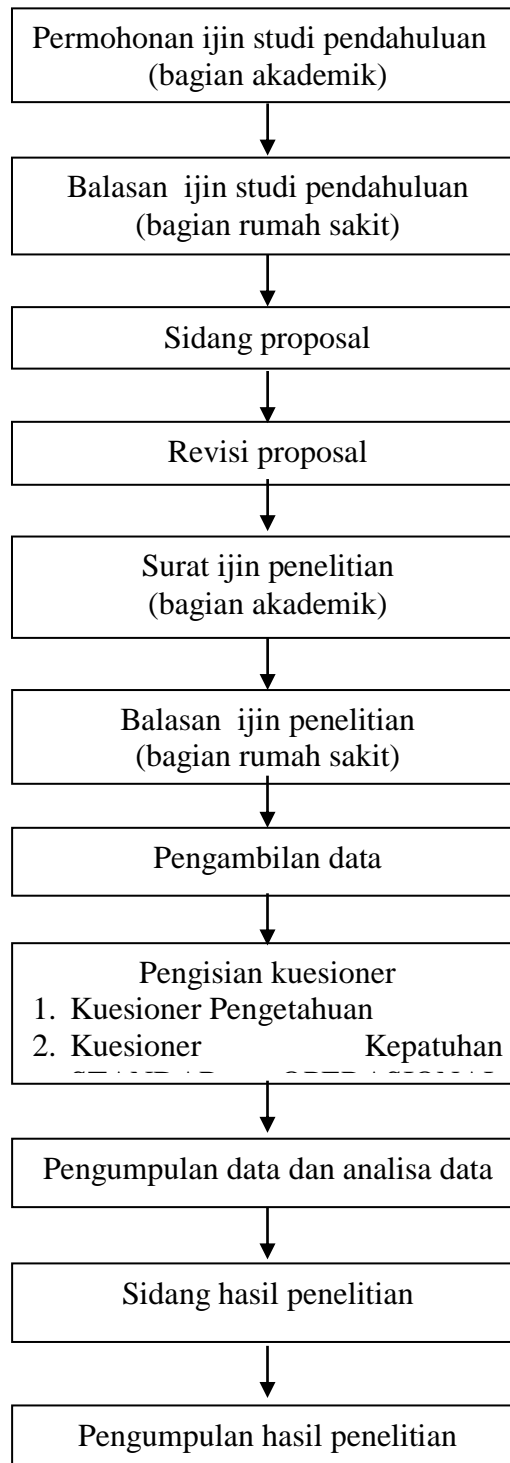 Permohonan ijin studi pendahuluan
(bagian akademik)
Balasan ijin studi pendahuluan
(bagian rumah sakit)
Sidang proposal
Revisi proposal
Surat ijin penelitian
(bagian akademik)
Balasan ijin penelitian
(bagian rumah sakit)
Pengambilan data
Pengisian kuesioner
1. Kuesioner Pengetahuan
2. Kuesioner Kepatuhan
STANDAR OPERASIONAL
Pengumpulan data dan analisa data
Sidang hasil penelitian
Pengumpulan hasil penelitian